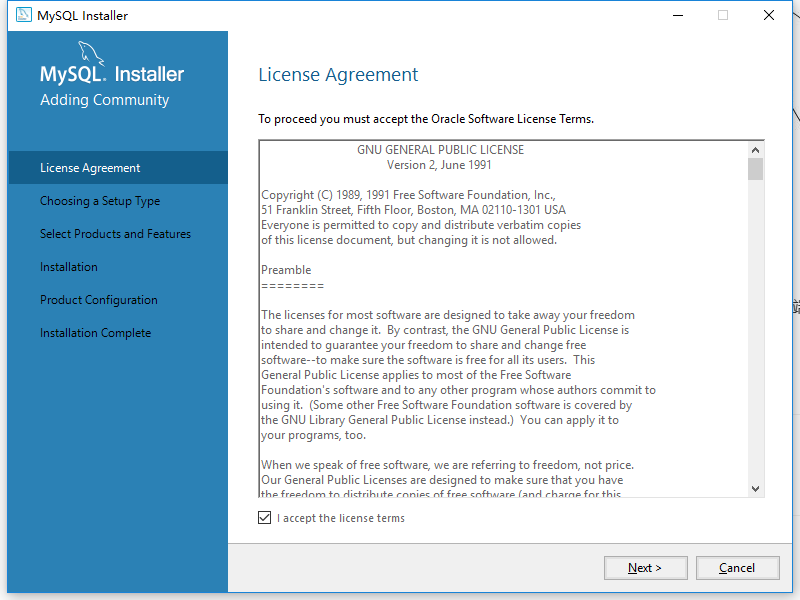 MySQL Installer
MySQL. Installer
Adding Community
License Agreement
Choosing a Setup Type
Select Products and Features
Installation
Product Configuration
Installation Complete
License Agreement
To proceed you must accept the Oracle Software License Terms.
GNU GENERAL PUBLIC LICENSE
Version 2, June 1991
Copyright (C) 1989, 1991 Free Software Foundation, Inc.,
51 Franklin Street, Fifth Floor, Boston, MA 02110-1301 USA
Everyone is permitted to copy and distribute verbatim copies
of this license document, but changing it is not allowed.
Preamble
========
The licenses for most software are designed to take away your freedom
to share and change it.  By contrast, the GNU General Public License is
intended to guarantee your freedom to share and change free
software--to make sure the software is free for all its users.  This
General Public License applies to most of the Free Software
Foundation's software and to any other program whose authors commit to
using it.  (Some other Free Software Foundation software is covered by
the GNU Library General Public License instead.)  You can apply it to
your programs, too.
When we speak of free software, we are referring to freedom, not price.
Our General Public Licenses are designed to make sure that you have
the freedom to distribute copies of free software (and charge for this
I accept the license terms
Next >
Cancel